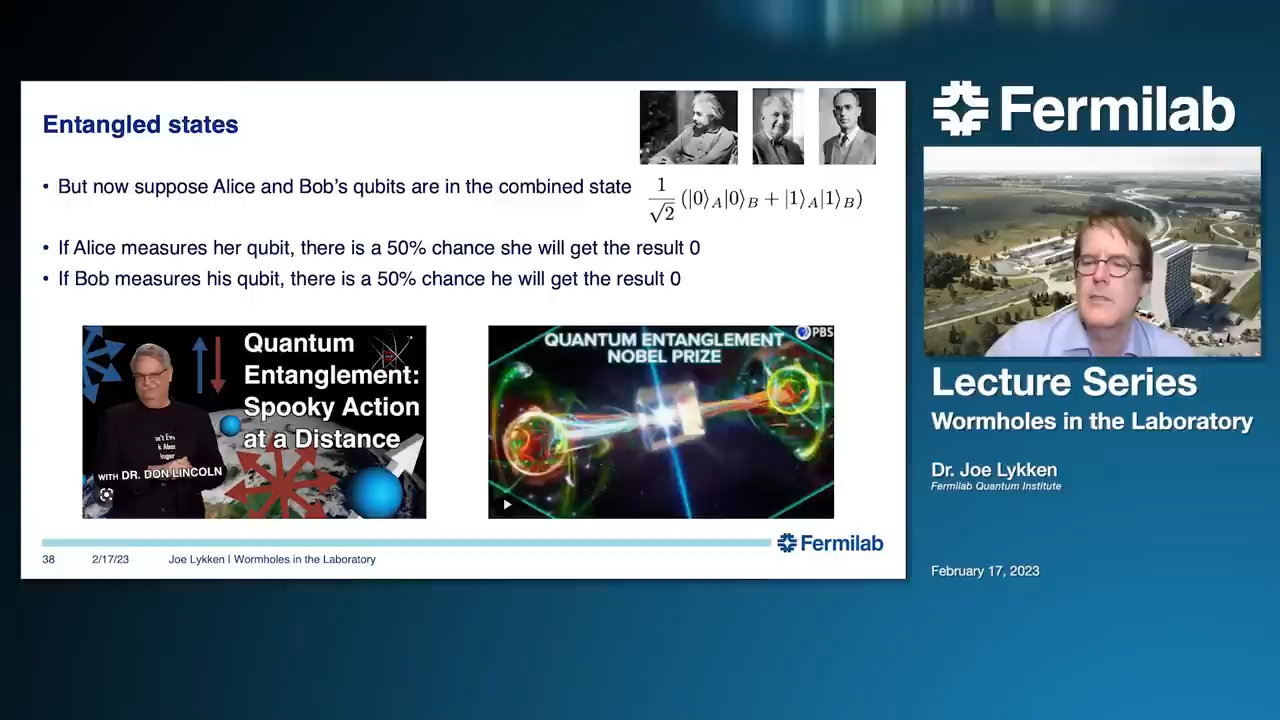 Entangled states
• But now suppose Alice and Bob's qubits are in the combined state
1/√2 (|0⟩A|0⟩B + |1⟩A|1⟩B)
• If Alice measures her qubit, there is a 50% chance she will get the result 0
• If Bob measures his qubit, there is a 50% chance he will get the result 0
Quantum
Entanglement:
Spooky Action
at a Distance
WITH DR. DON LINCOLN
PBS
QUANTUM ENTANGLEMENT
NOBEL PRIZE
Fermilab
38 2/17/23 Joe Lykken | Wormholes in the Laboratory
Fermilab
Lecture Series
Wormholes in the Laboratory
Dr. Joe Lykken
Fermilab Quantum Institute
February 17, 2023